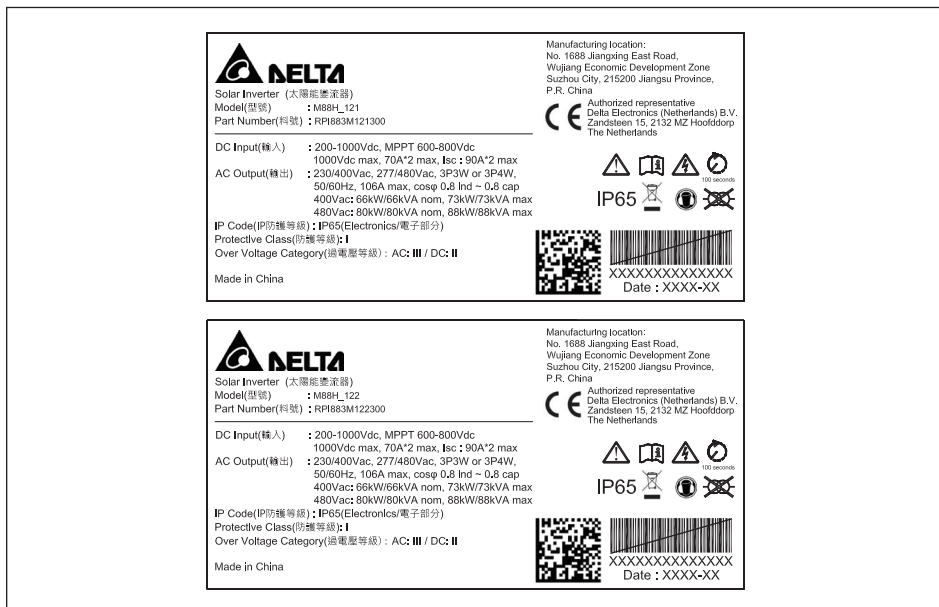 DELTA
Solar Inverter (太陽能變流器)
Model(型號) : M88H_121
Part Number(料號) : RPI883M121300
DC Input(輸入) : 200-1000Vdc, MPPT 600-800Vdc
1000Vdc max, 70A*2 max, Isc : 90A*2 max
AC Output(輸出) : 230/400Vac, 277/480Vac, 3P3W or 3P4W,
50/60Hz, 106A max, cosφ 0.8 Ind ~ 0.8 cap
400Vac: 66kW/66kVA nom, 73kW/73kVA max
480Vac: 80kW/80kVA nom, 88kW/88kVA max
IP Code(IP防護等級) : IP65(Electronics/電子部分)
Protective Class(防護等級): I
Over Voltage Category(過電壓等級) : AC: III / DC: II
Made in China
Manufacturing location:
No. 1688 Jiangxing East Road,
Wujiang Economic Development Zone
Suzhou City, 215200 Jiangsu Province,
P.R. China
CE
Authorized representative
Delta Electronics (Netherlands) B.V.
Zandsteen 15, 2132 MZ Hoofddorp
The Netherlands
100 seconds
IP65
XXXXXXXXXXXXXX
Date : XXXX-XX
DELTA
Solar Inverter (太陽能變流器)
Model(型號) : M88H_122
Part Number(料號) : RPI883M122300
DC Input(輸入) : 200-1000Vdc, MPPT 600-800Vdc
1000Vdc max, 70A*2 max, Isc : 90A*2 max
AC Output(輸出) : 230/400Vac, 277/480Vac, 3P3W or 3P4W,
50/60Hz, 106A max, cosφ 0.8 Ind ~ 0.8 cap
400Vac: 66kW/66kVA nom, 73kW/73kVA max
480Vac: 80kW/80kVA nom, 88kW/88kVA max
IP Code(IP防護等級) : IP65(Electronics/電子部分)
Protective Class(防護等級): I
Over Voltage Category(過電壓等級) : AC: III / DC: II
Made in China
Manufacturing location:
No. 1688 Jiangxing East Road,
Wujiang Economic Development Zone
Suzhou City, 215200 Jiangsu Province,
P.R. China
CE
Authorized representative
Delta Electronics (Netherlands) B.V.
Zandsteen 15, 2132 MZ Hoofddorp
The Netherlands
100 seconds
IP65
XXXXXXXXXXXXXX
Date : XXXX-XX